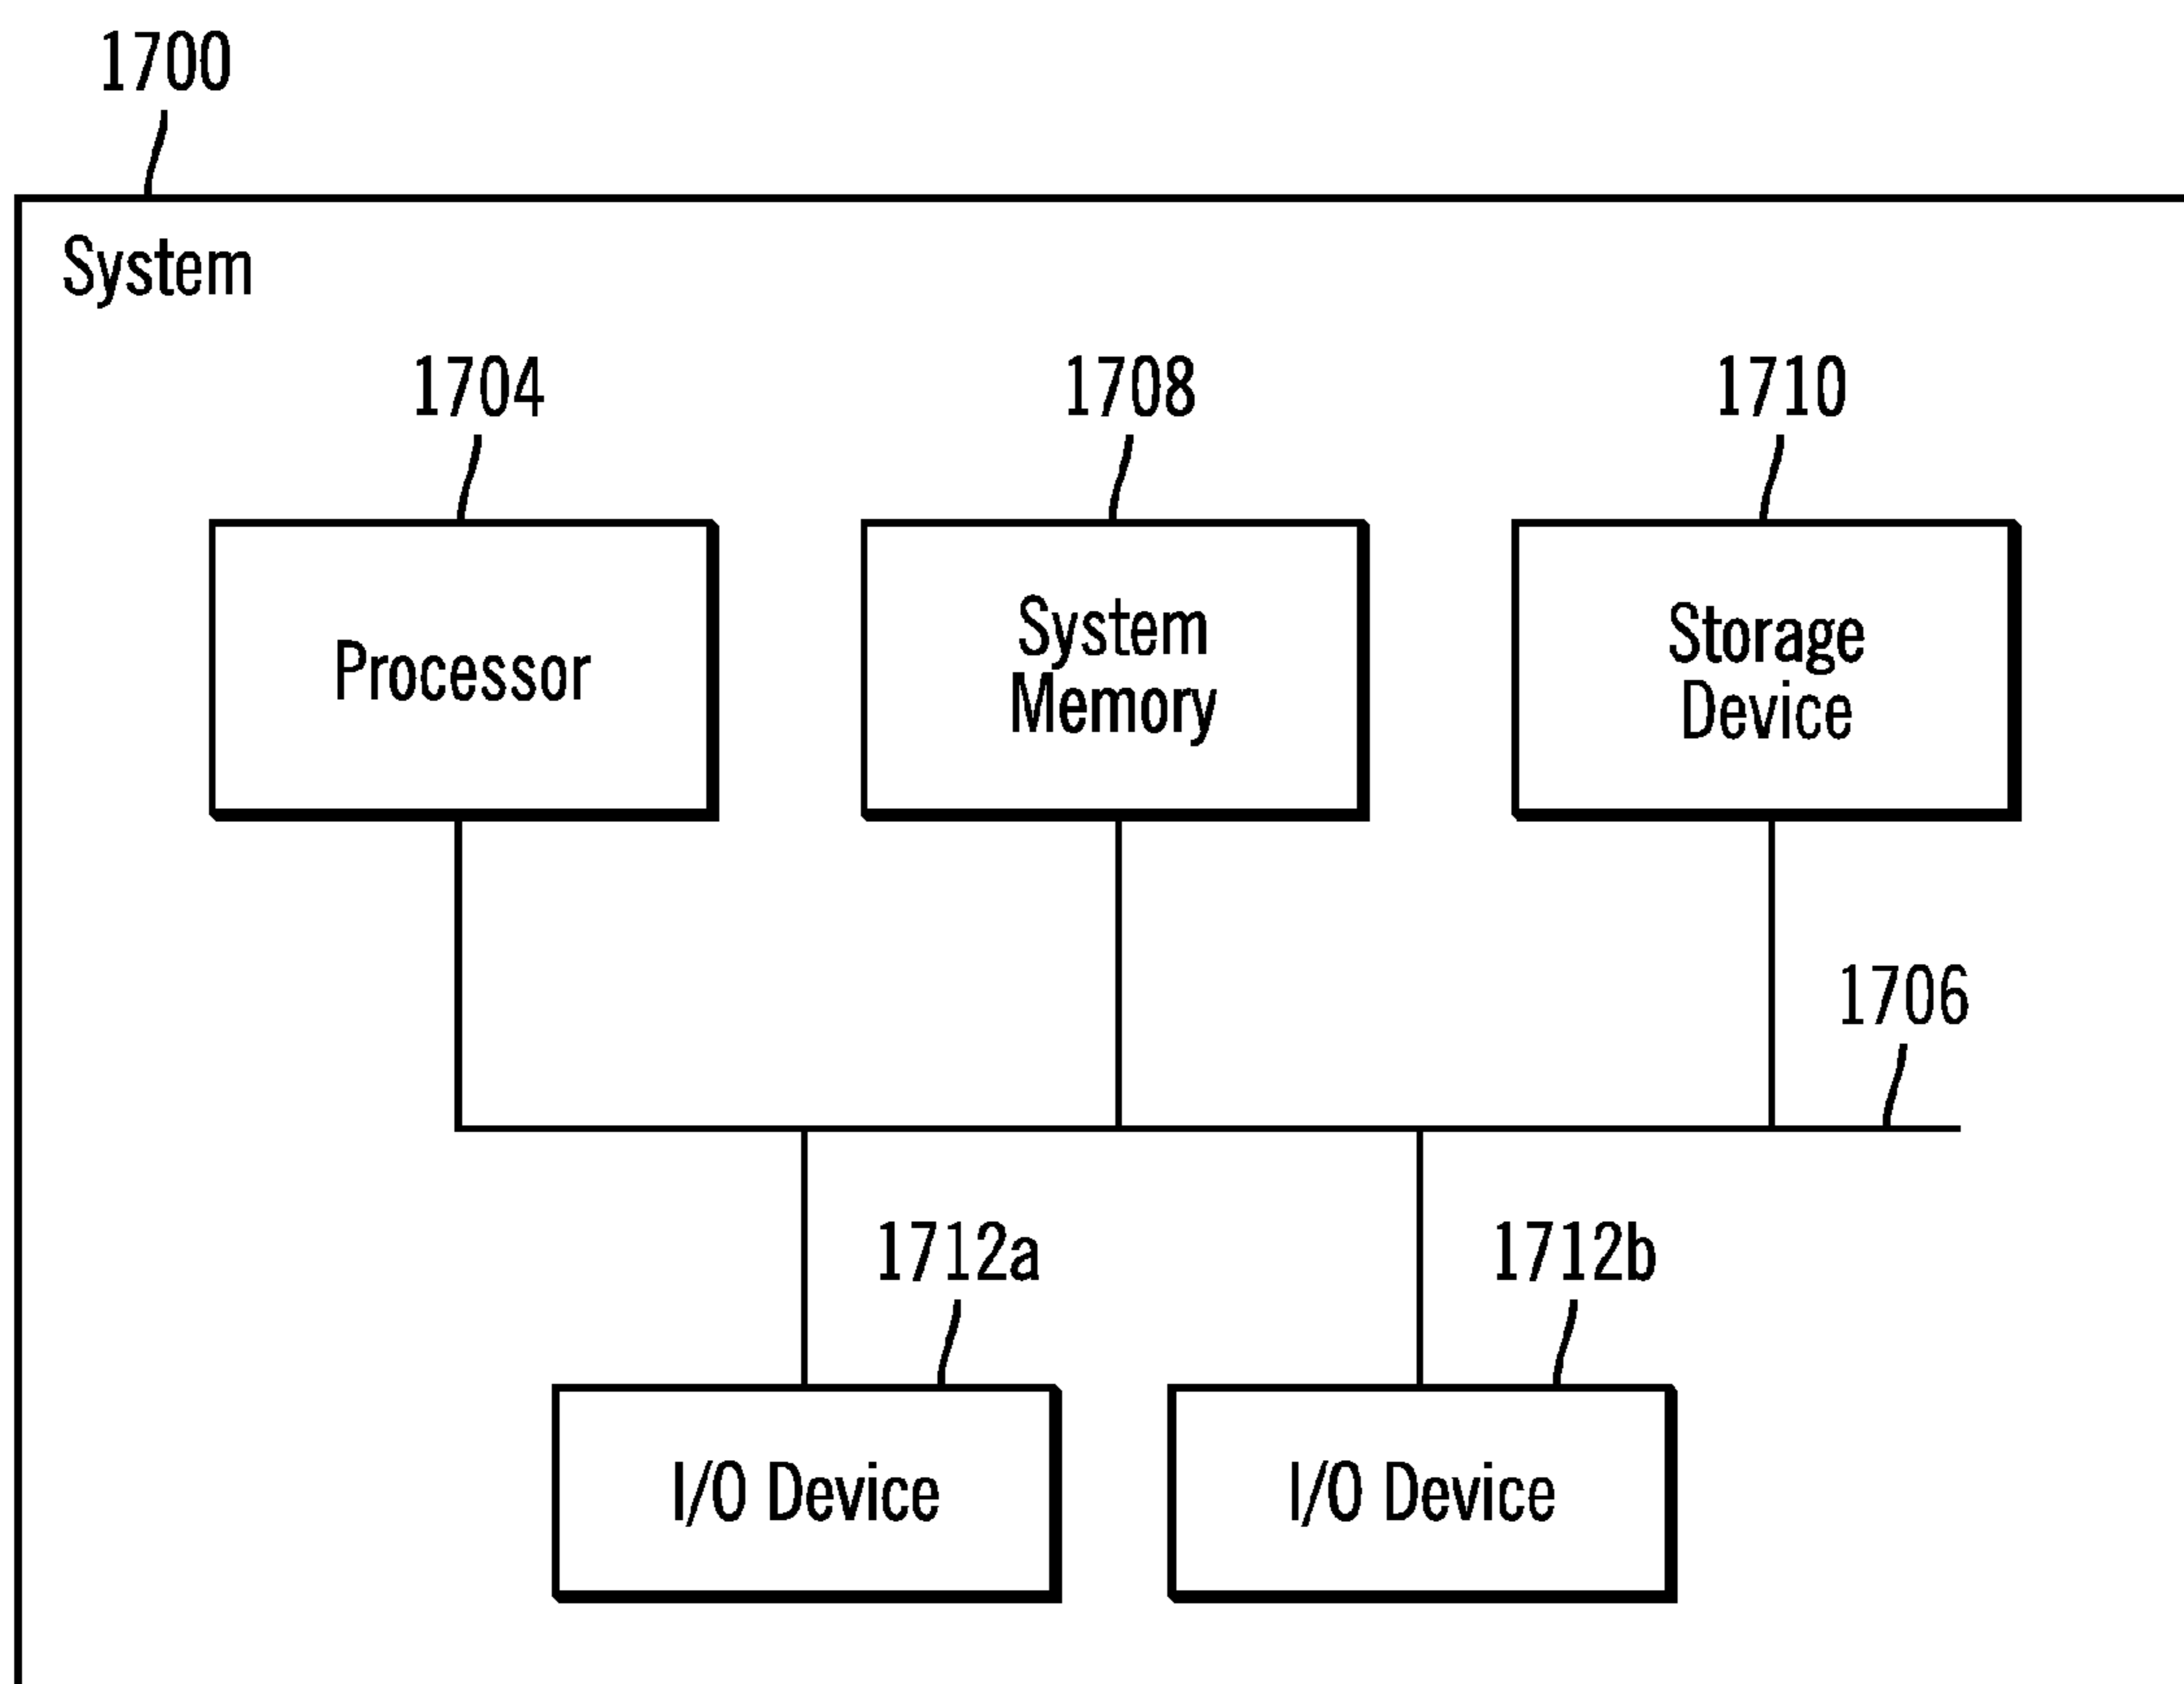 1700
System
1704
1708
1710
Processor
System
Memory
Storage
Device
1706
1712a
1712b
I/O Device
I/O Device